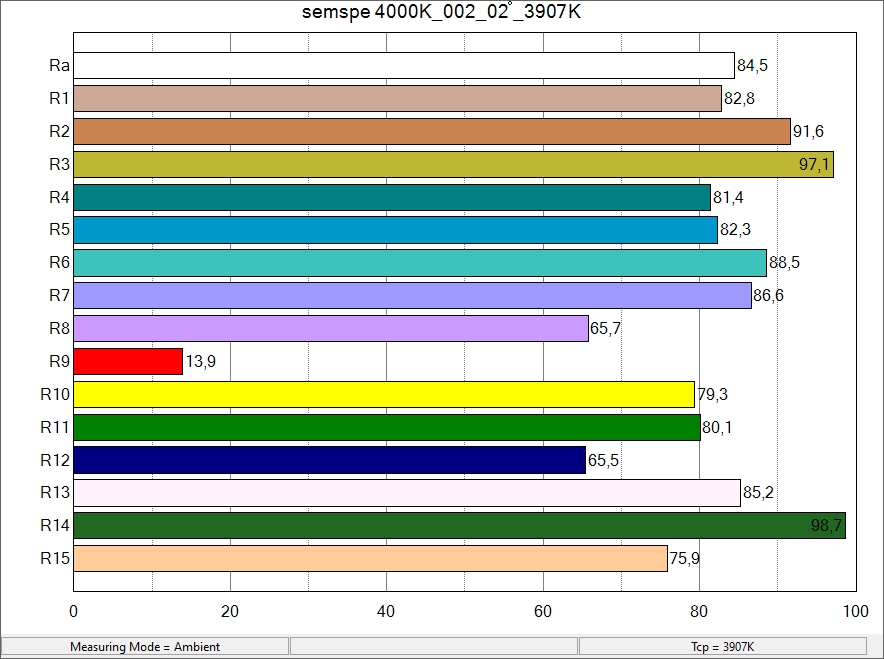 semspe 4000K_002_02°_3907K
Ra 84,5
R1 82,8
R2 91,6
R3 97,1
R4 81,4
R5 82,3
R6 88,5
R7 86,6
R8 65,7
R9 13,9
R10 79,3
R11 80,1
R12 65,5
R13 85,2
R14 98,7
R15 75,9
0 20 40 60 80 100
Measuring Mode = Ambient Tcp = 3907K